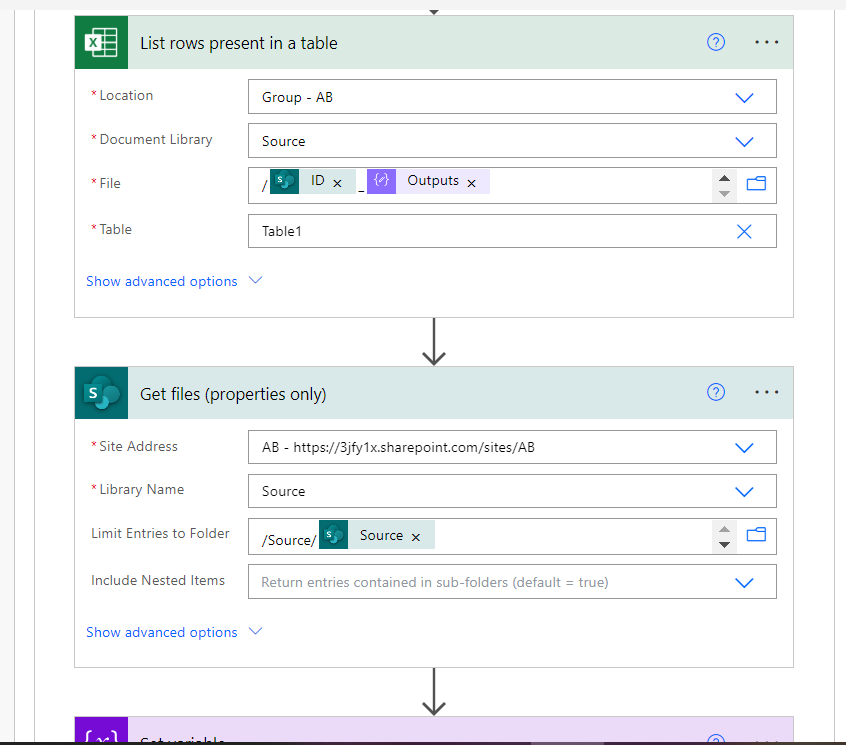 List rows present in a table
* Location
Group - AB
* Document Library
Source
* File
/ ID × _ Outputs ×
* Table
Table1
Show advanced options
Get files (properties only)
* Site Address
AB - https://3jfy1x.sharepoint.com/sites/AB
* Library Name
Source
Limit Entries to Folder
/Source/ S Source ×
Include Nested Items
Return entries contained in sub-folders (default = true)
Show advanced options